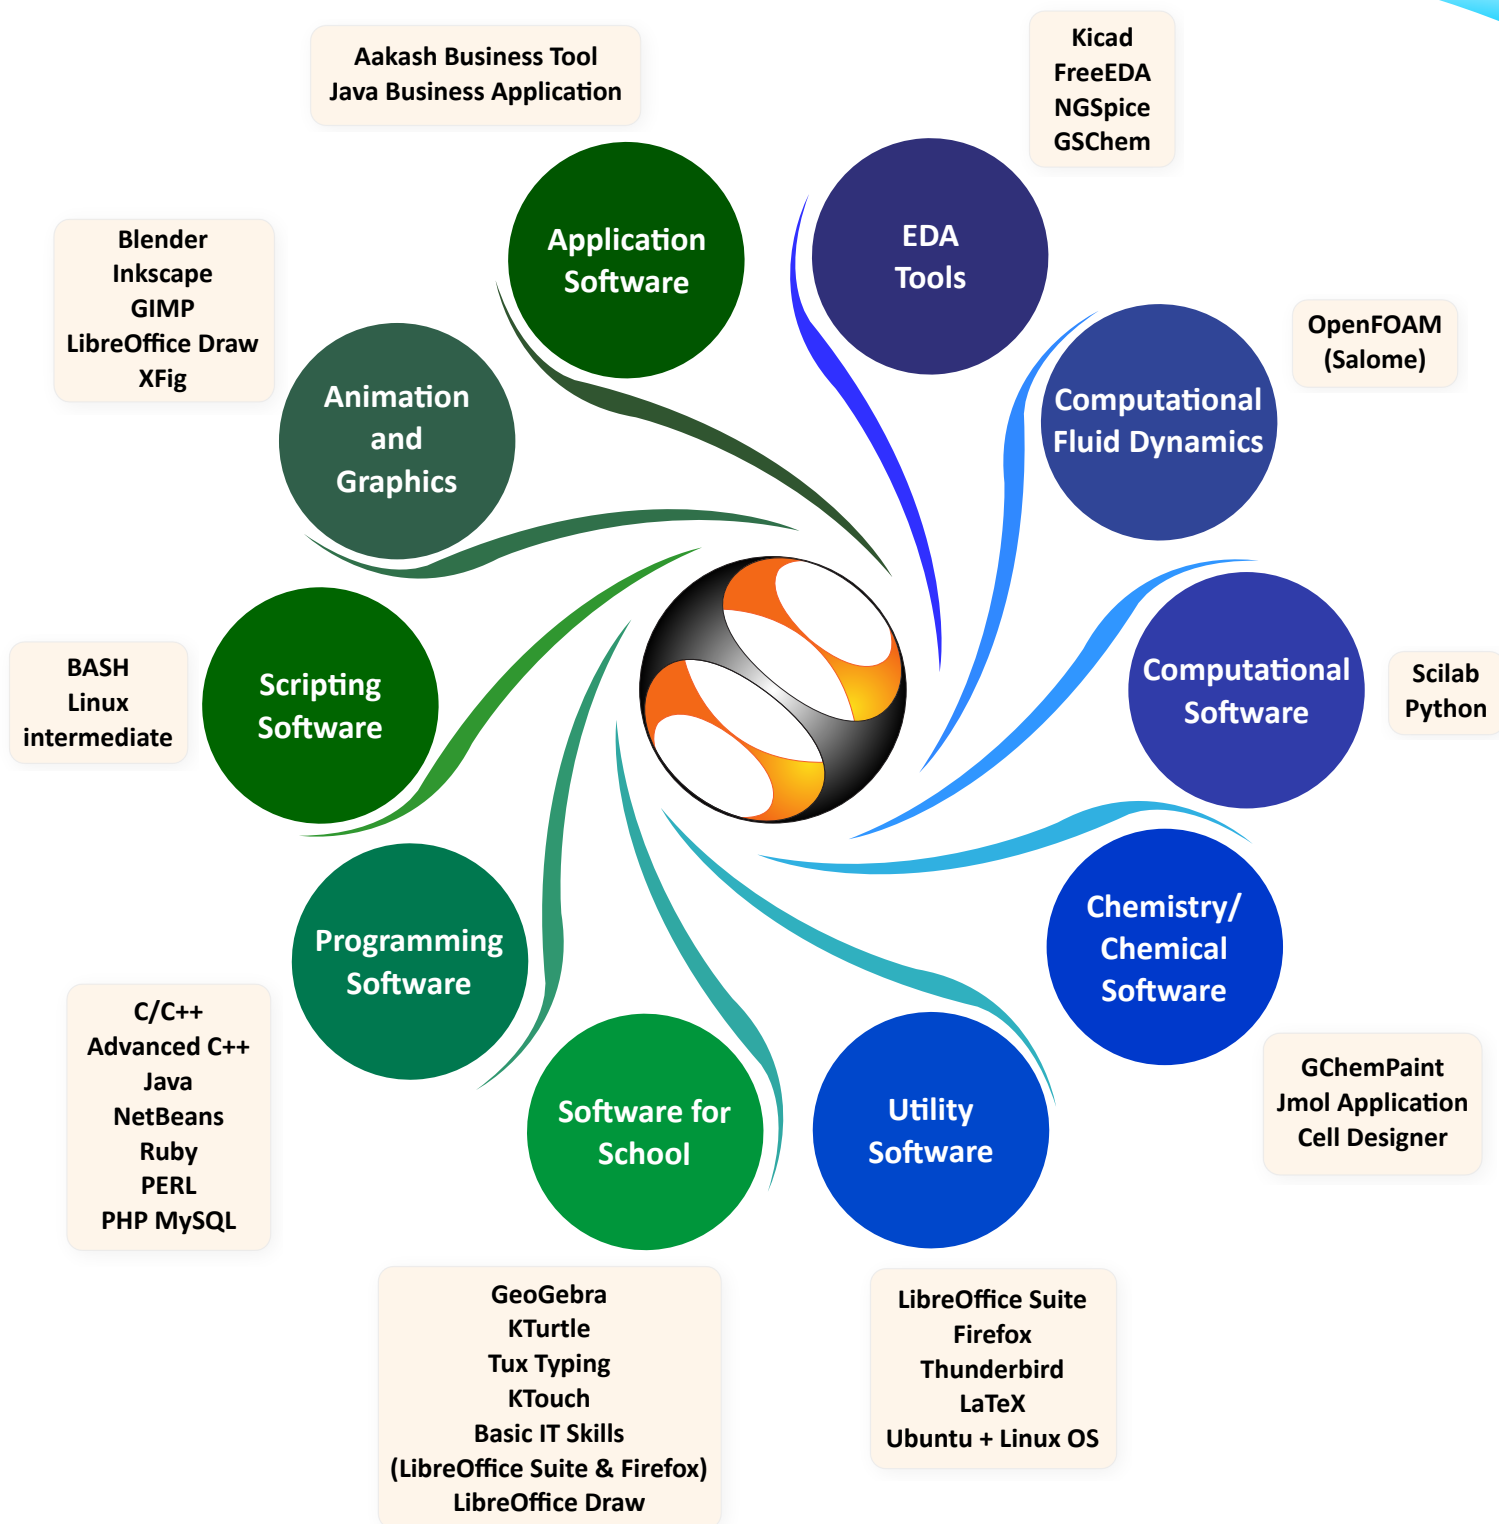 Aakash Business Tool
Java Business Application
Kicad
FreeEDA
NGSpice
GSChem
Application
Software
EDA
Tools
Blender
Inkscape
GIMP
LibreOffice Draw
XFig
Animation
and
Graphics
OpenFOAM
(Salome)
Computational
Fluid Dynamics
BASH
Linux
intermediate
Scripting
Software
Computational
Software
Scilab
Python
Programming
Software
Chemistry/
Chemical
Software
C/C++
Advanced C++
Java
NetBeans
Ruby
PERL
PHP MySQL
GChemPaint
Jmol Application
Cell Designer
Software for
School
Utility
Software
GeoGebra
KTurtle
Tux Typing
KTouch
Basic IT Skills
(LibreOffice Suite & Firefox)
LibreOffice Draw
LibreOffice Suite
Firefox
Thunderbird
LaTeX
Ubuntu + Linux OS